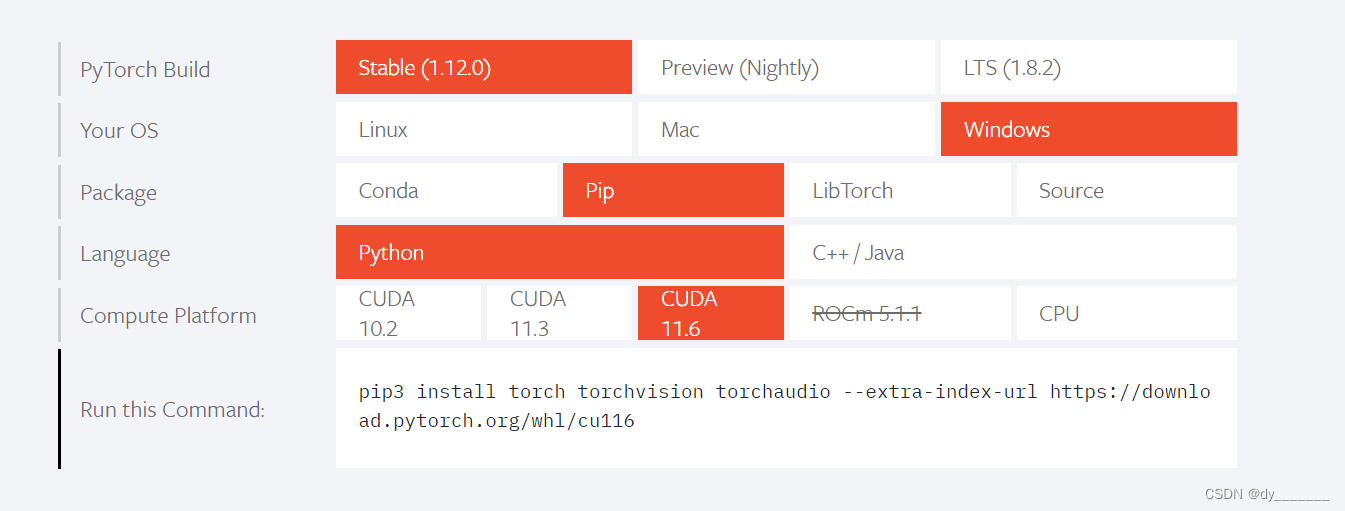 PyTorch Build
Stable (1.12.0)
Preview (Nightly)
LTS (1.8.2)
Your OS
Linux
Mac
Windows
Package
Conda
Pip
LibTorch
Source
Language
Python
C++ / Java
Compute Platform
CUDA
10.2
CUDA
11.3
CUDA
11.6
ROCm 5.1.1
CPU
Run this Command:
pip3 install torch torchvision torchaudio --extra-index-url https://downlo
ad.pytorch.org/whl/cu116
CSDN @dy_______